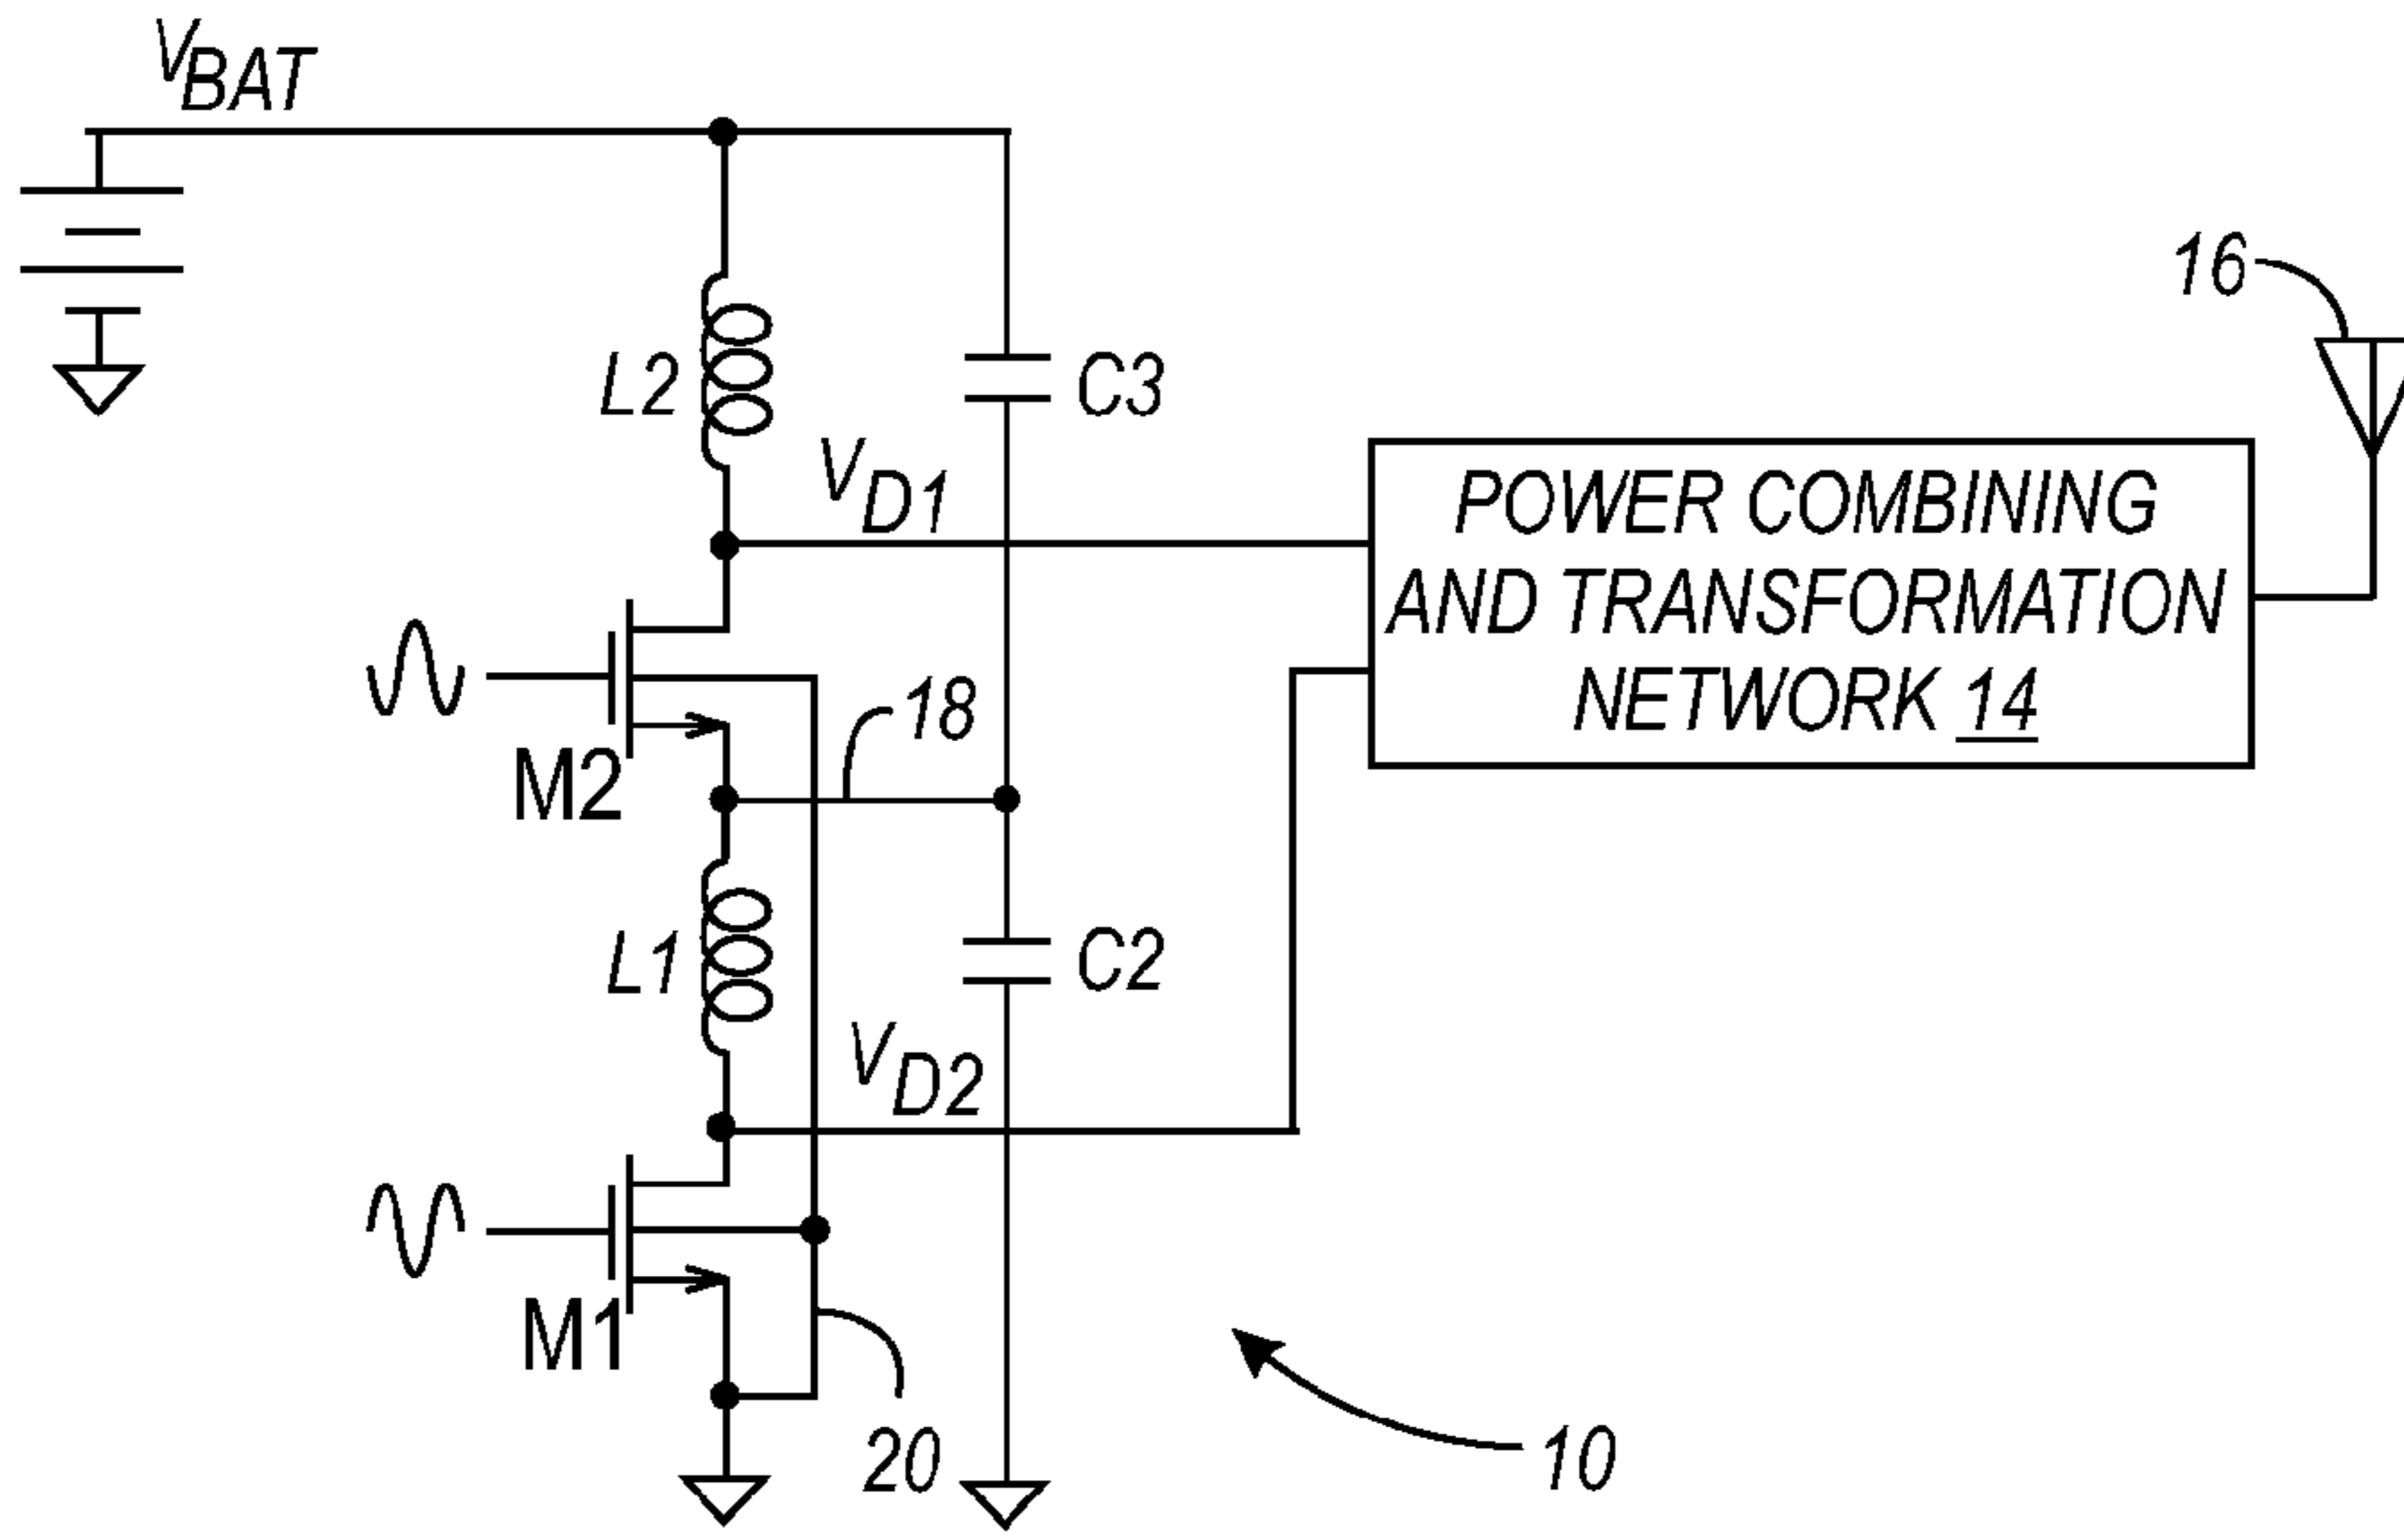 VBAT
16
L2
C3
VD1
POWER COMBINING
AND TRANSFORMATION
NETWORK 14
18
M2
L1
C2
VD2
M1
20
10